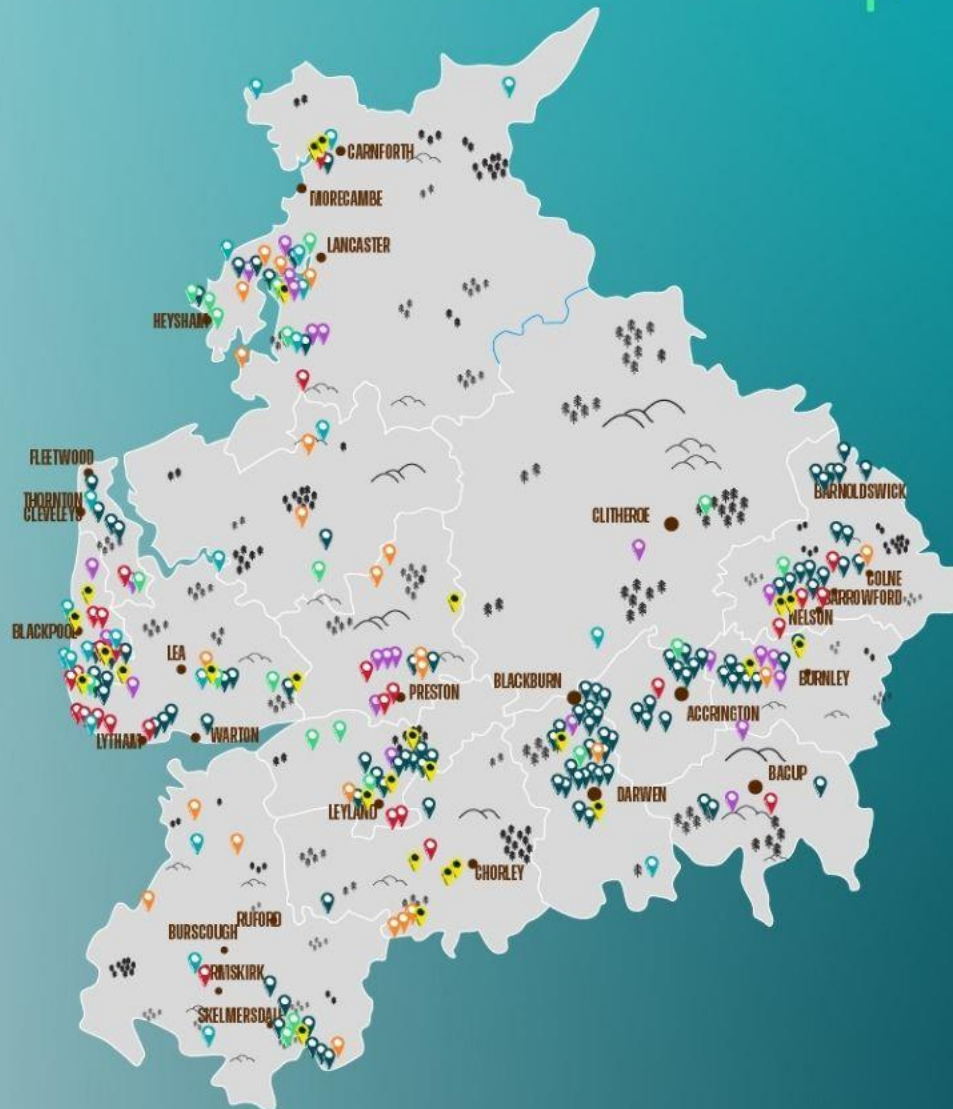 CARNFORTH
MORECAMBE
LANCASTER
HEYSHAM
FLEETWOOD
THORNTON
CLEVELEYS
BARNOLDSWICK
CLITHEROE
COLNE
BARROWFORD
NELSON
BLACKPOOL
LEA
BURNLEY
BLACKBURN
PRESTON
ACCRINGTON
LYTHAM
WARTON
BACUP
DARWEN
LEYLAND
CHORLEY
RUFORD
BURSCOUGH
RMSKIRK
SKELMERSDALE